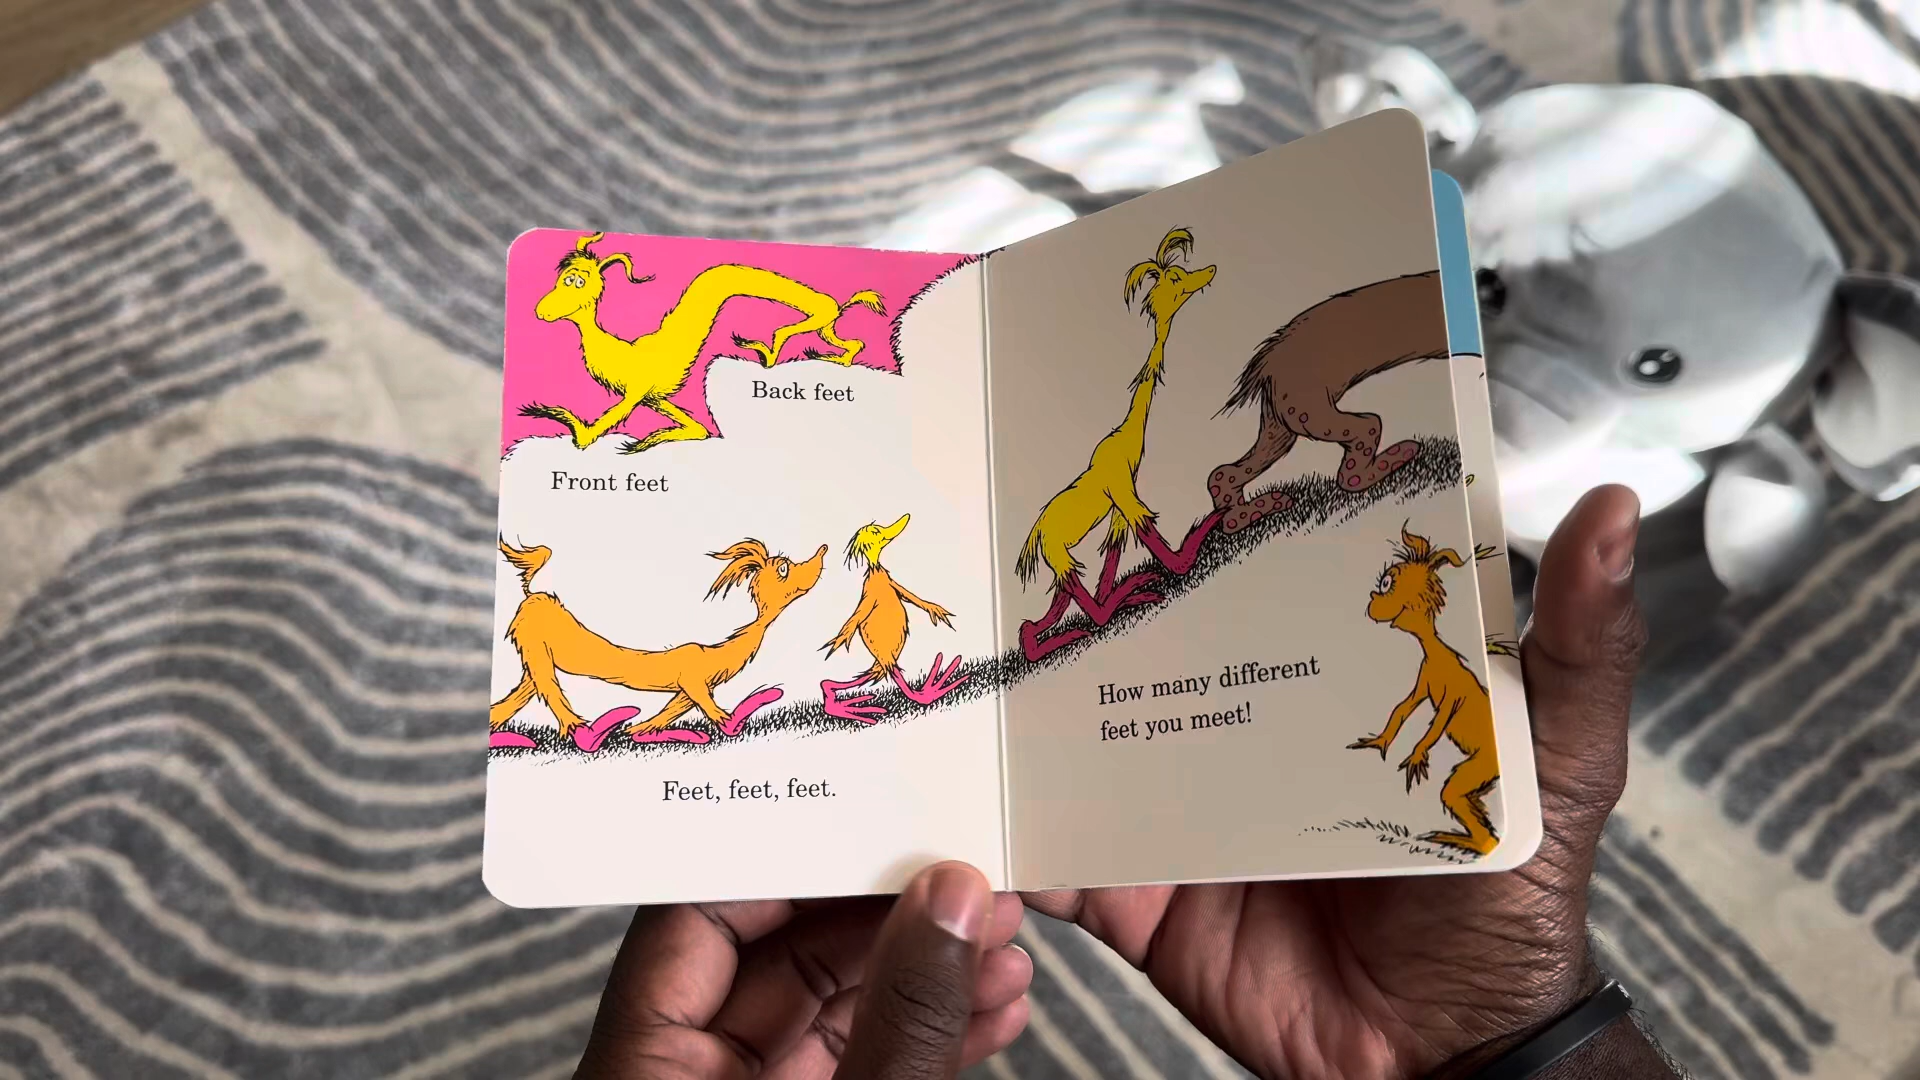 Back feet
Front feet
Feet, feet, feet.
How many different
feet you meet!